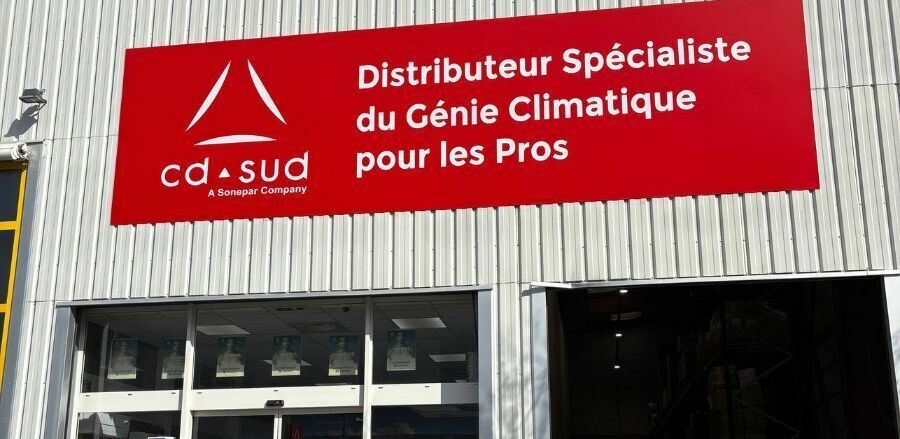 Distributeur Spécialiste
du Génie Climatique
pour les Pros
cd sud
A Sonepar Company